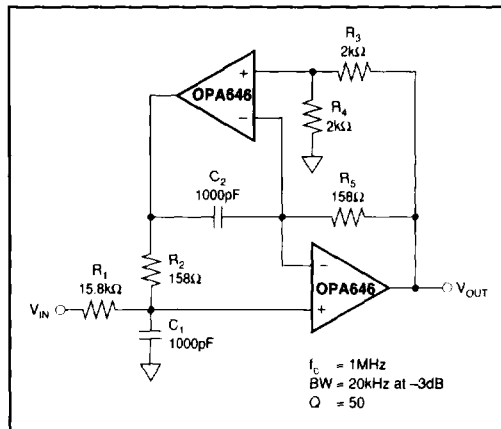 R3
2kΩ
+
OPA646
−
R4
2kΩ
C2
1000pF
R5
158Ω
R1
15.8kΩ
R2
158Ω
−
OPA646
+
VIN
VOUT
C1
1000pF
fc = 1MHz
BW = 20kHz at −3dB
Q = 50